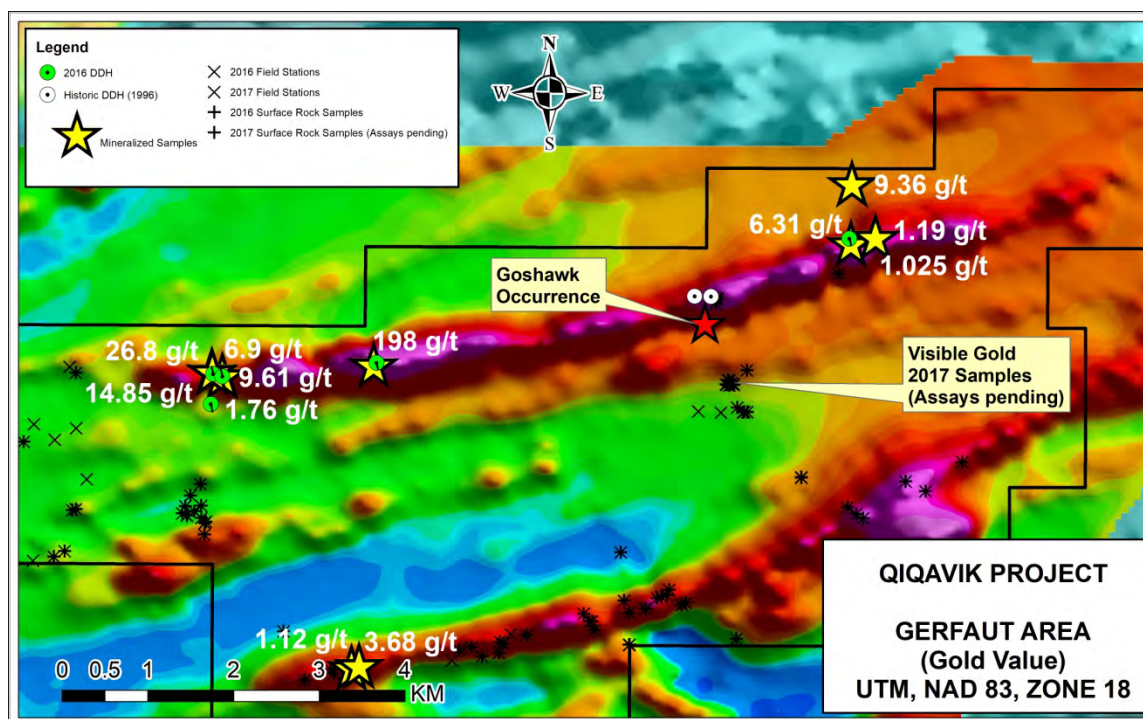 Legend
2016 DDH
Historic DDH (1996)
Mineralized Samples
2016 Field Stations
2017 Field Stations
2016 Surface Rock Samples
2017 Surface Rock Samples (Assays pending)
N
W
E
S
9.36 g/t
6.31 g/t
1.19 g/t
1.025 g/t
Goshawk
Occurrence
198 g/t
26.8 g/t
6.9 g/t
9.61 g/t
14.85 g/t
1.76 g/t
Visible Gold
2017 Samples
(Assays pending)
1.12 g/t
3.68 g/t
0 0.5 1 2 3 4
KM
QIQAVIK PROJECT
GERFAUT AREA
(Gold Value)
UTM, NAD 83, ZONE 18